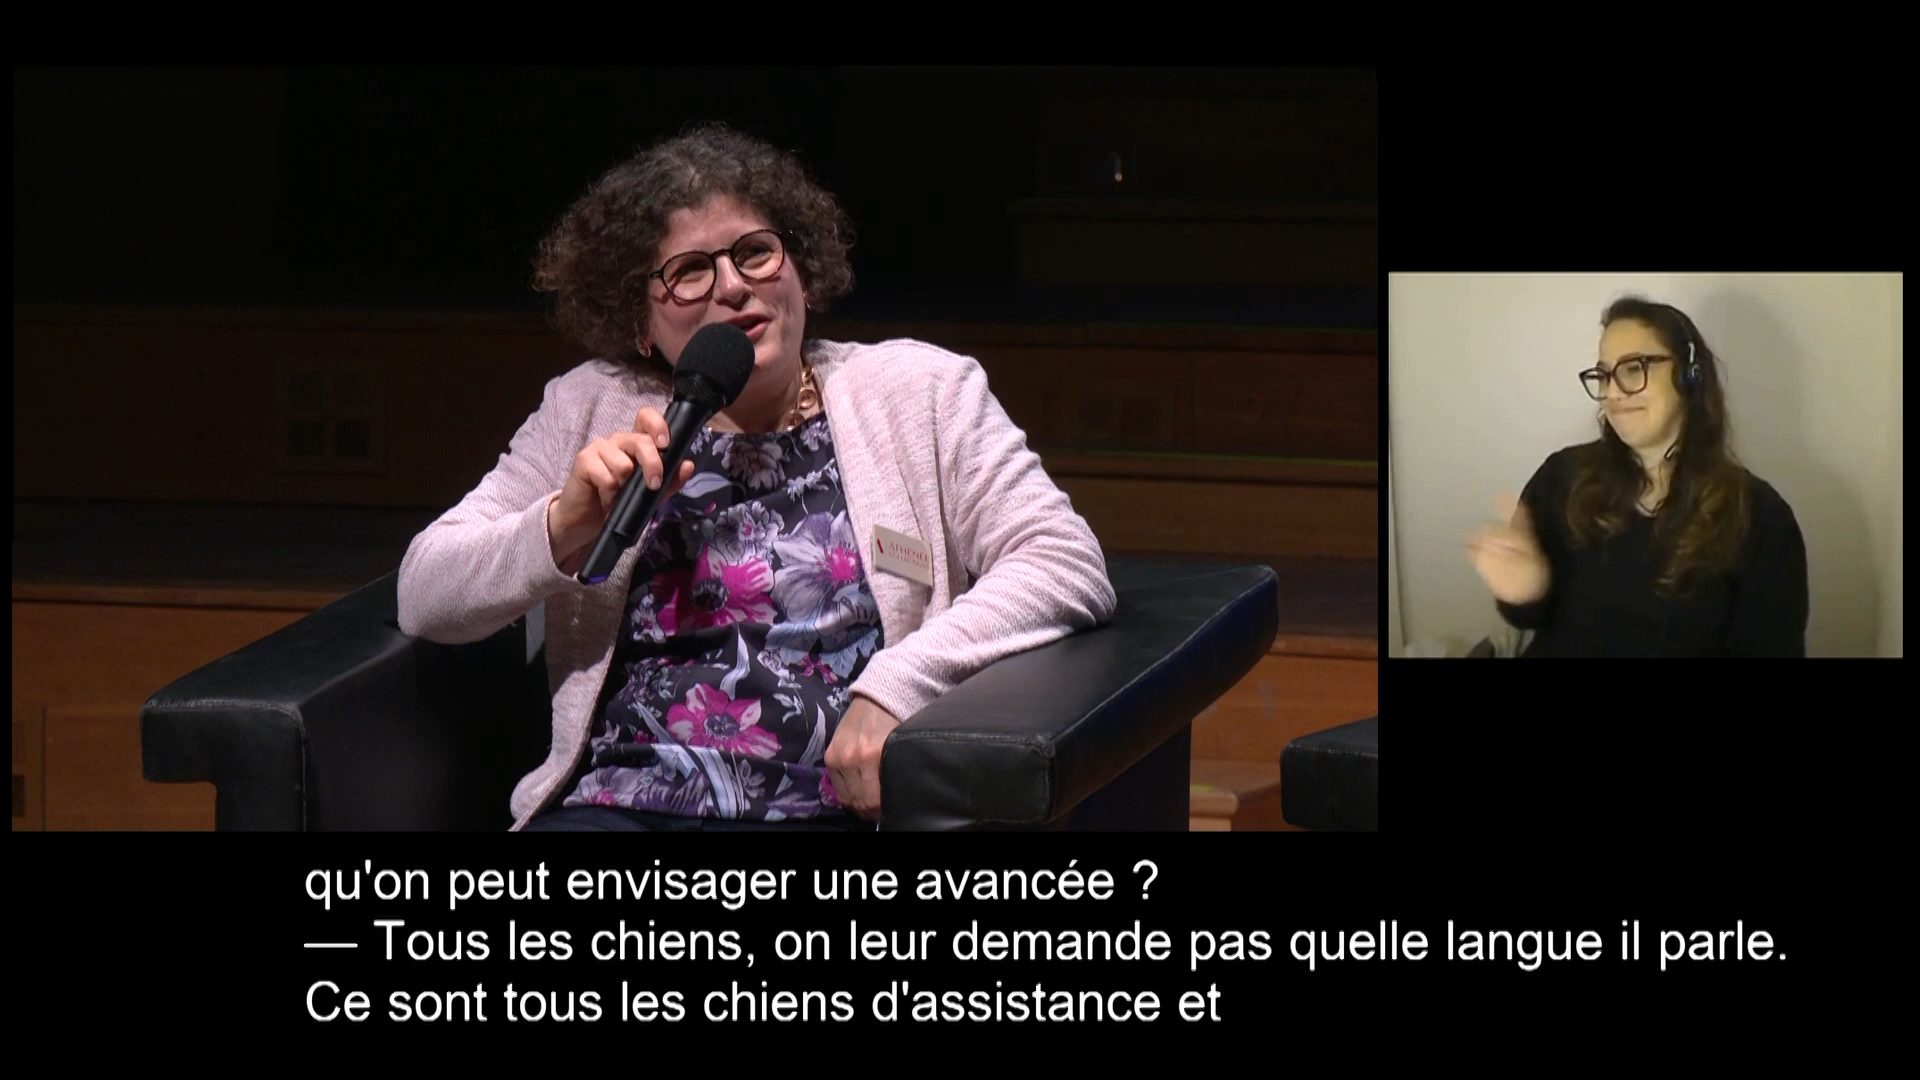 ATHÉNÉE
qu'on peut envisager une avancée ?
— Tous les chiens, on leur demande pas quelle langue il parle.
Ce sont tous les chiens d'assistance et